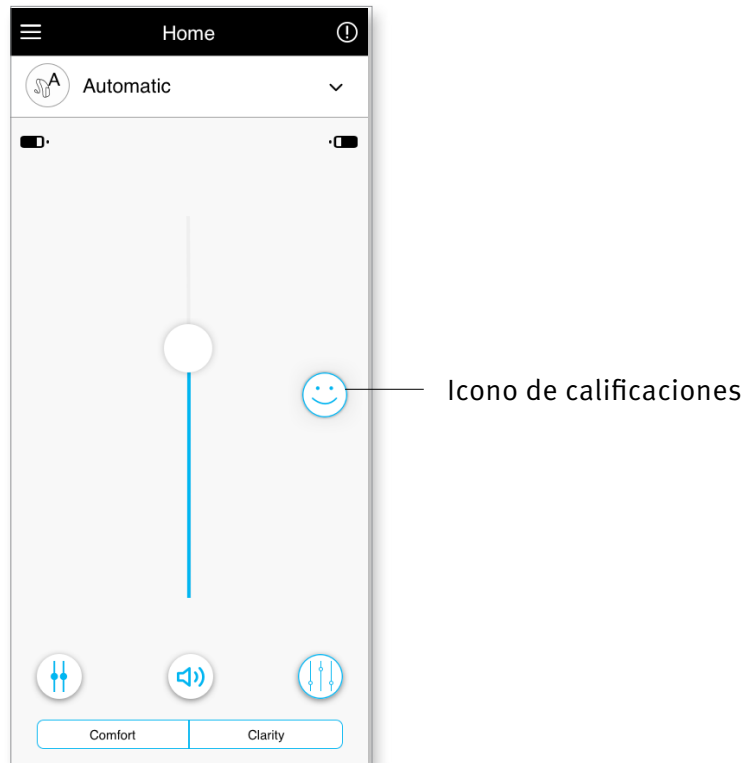 Home
A
Automatic
Icono de calificaciones
Comfort
Clarity